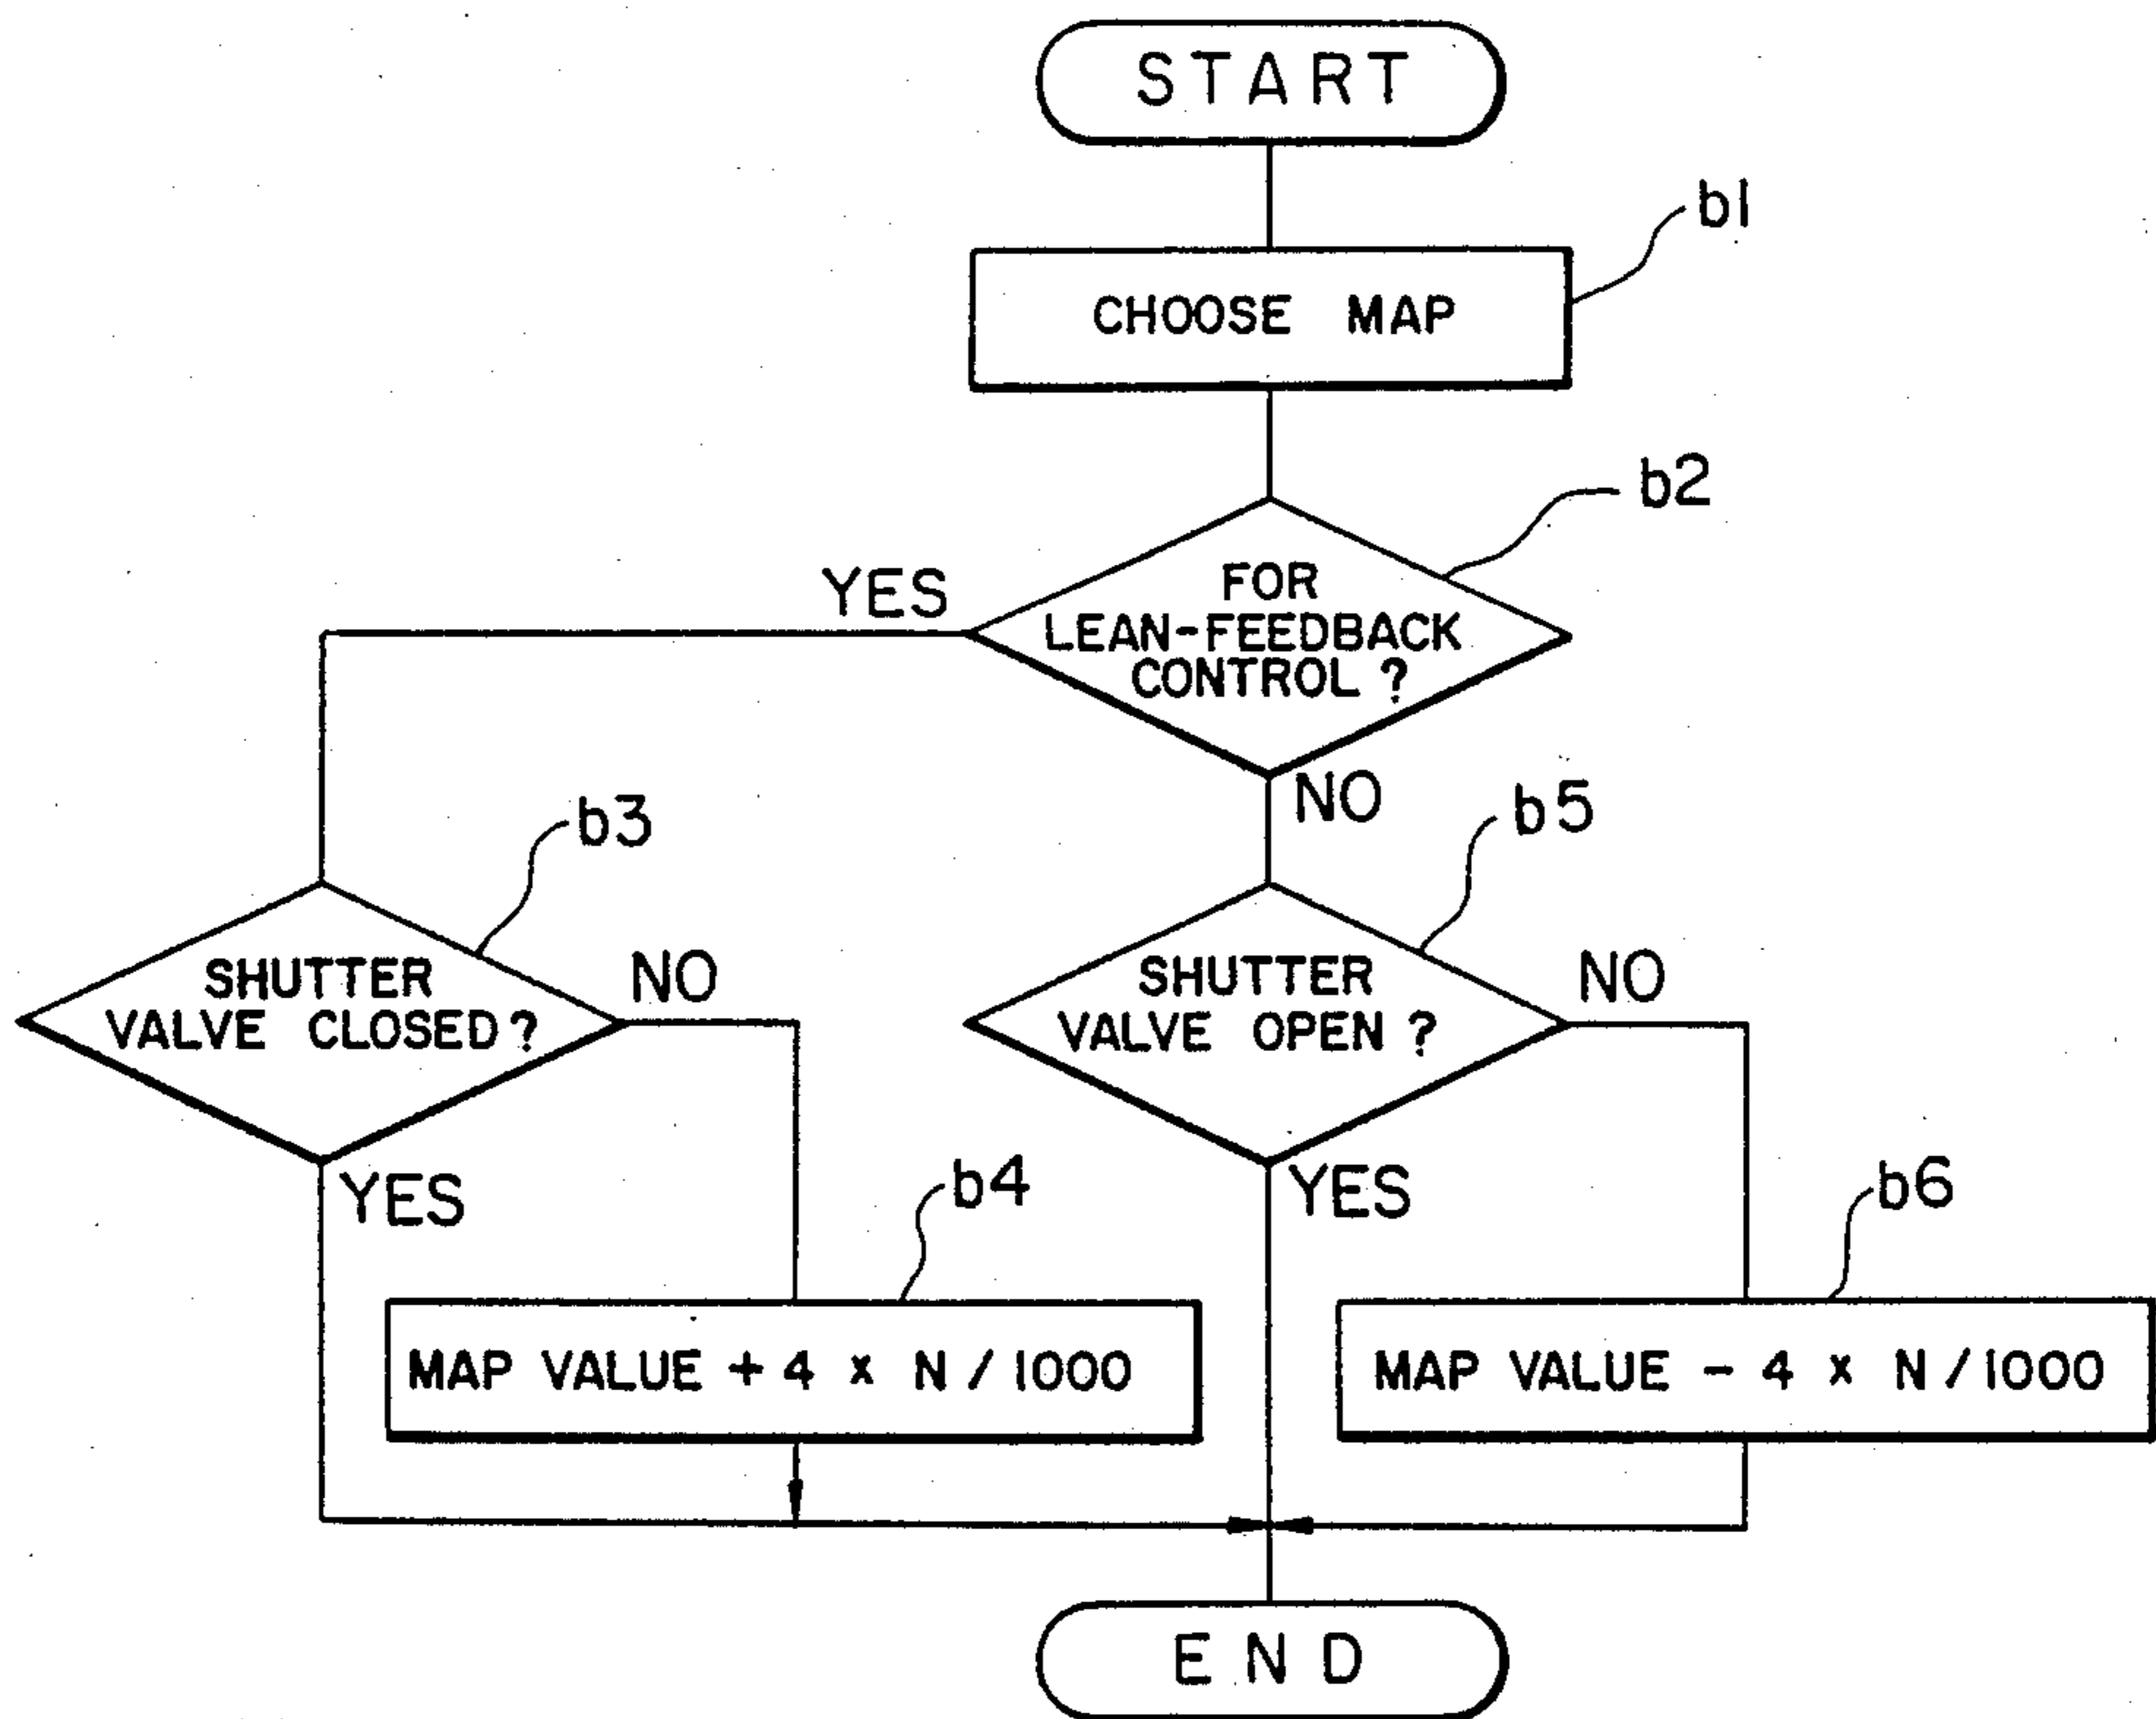 START
b1
CHOOSE MAP
b2
YES
FOR
LEAN-FEEDBACK
CONTROL ?
NO
b3
b5
SHUTTER
VALVE CLOSED ?
NO
SHUTTER
VALVE OPEN ?
NO
YES
b4
YES
b6
MAP VALUE + 4 x N / 1000
MAP VALUE - 4 x N / 1000
END